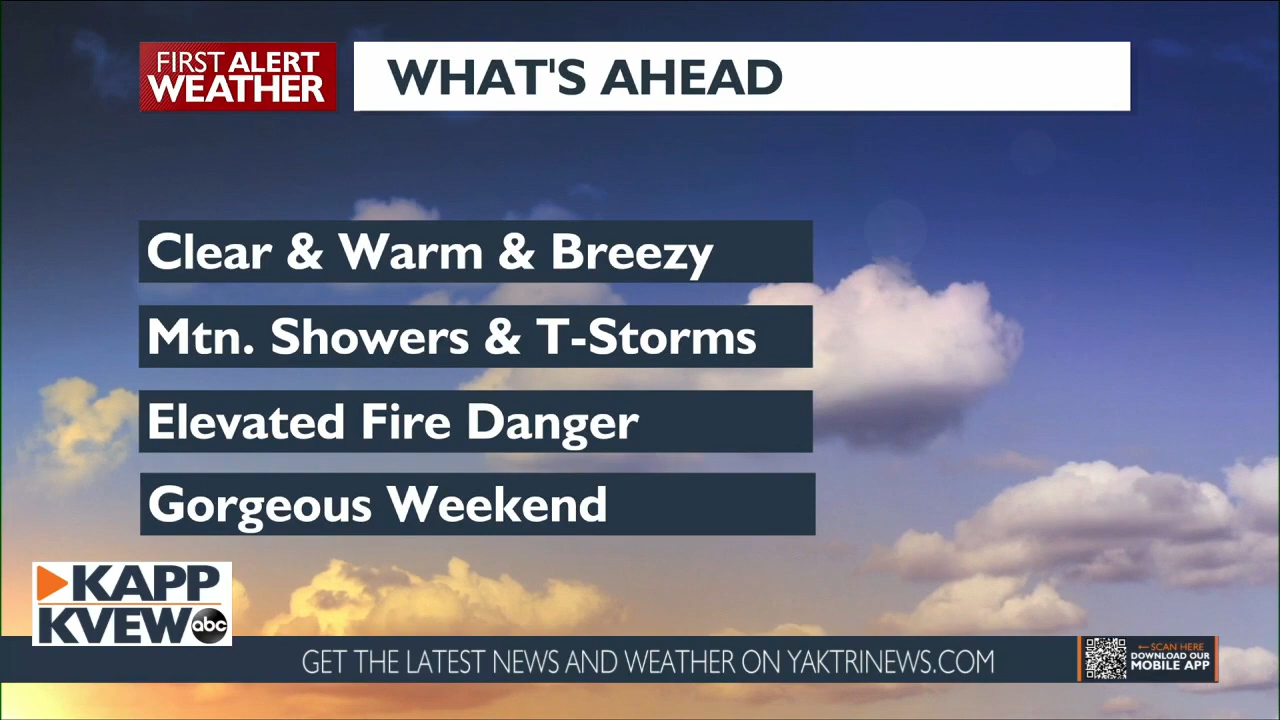 FIRST ALERT
WEATHER
WHAT'S AHEAD
Clear & Warm & Breezy
Mtn. Showers & T-Storms
Elevated Fire Danger
Gorgeous Weekend
KAPP
KVEW abc
GET THE LATEST NEWS AND WEATHER ON YAKTRINEWS.COM
SCAN HERE
DOWNLOAD OUR
MOBILE APP